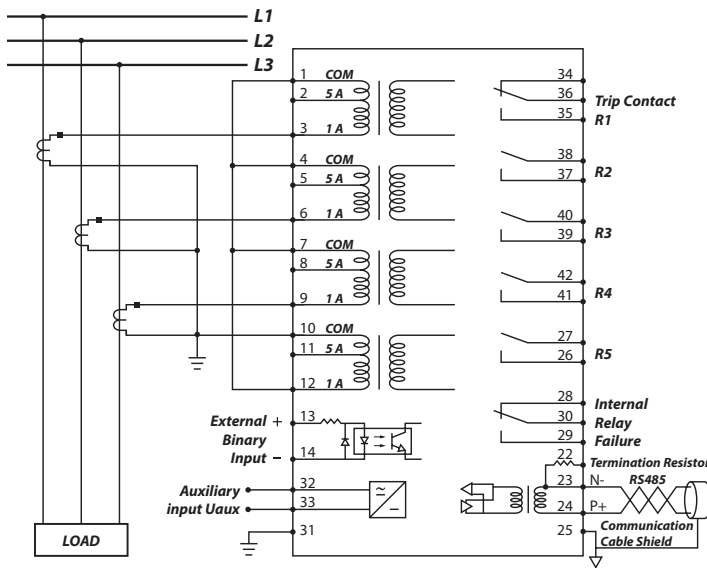 L1
L2
L3
1 COM
2 5 A
3 1 A
4 COM
5 5 A
6 1 A
7 COM
8 5 A
9 1 A
10 COM
11 5 A
12 1 A
External + 13
Binary
Input − 14
Auxiliary 32
input Uaux 33
31
LOAD
34
36 Trip Contact
35 R1
38
37 R2
40
39 R3
42
41 R4
27
26 R5
28 Internal
30 Relay
29 Failure
22 Termination Resistor
23 N- RS485
24 P+
25 Communication
Cable Shield